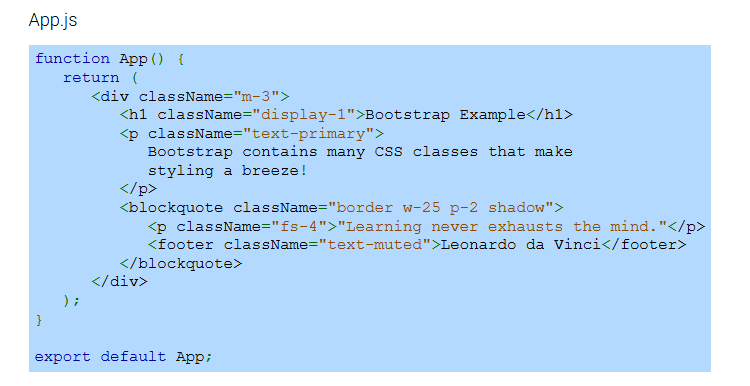 App.js
function App() {
   return (
      <div className="m-3">
         <h1 className="display-1">Bootstrap Example</h1>
         <p className="text-primary">
            Bootstrap contains many CSS classes that make
            styling a breeze!
         </p>
         <blockquote className="border w-25 p-2 shadow">
            <p className="fs-4">"Learning never exhausts the mind."</p>
            <footer className="text-muted">Leonardo da Vinci</footer>
         </blockquote>
      </div>
   );
}

export default App;